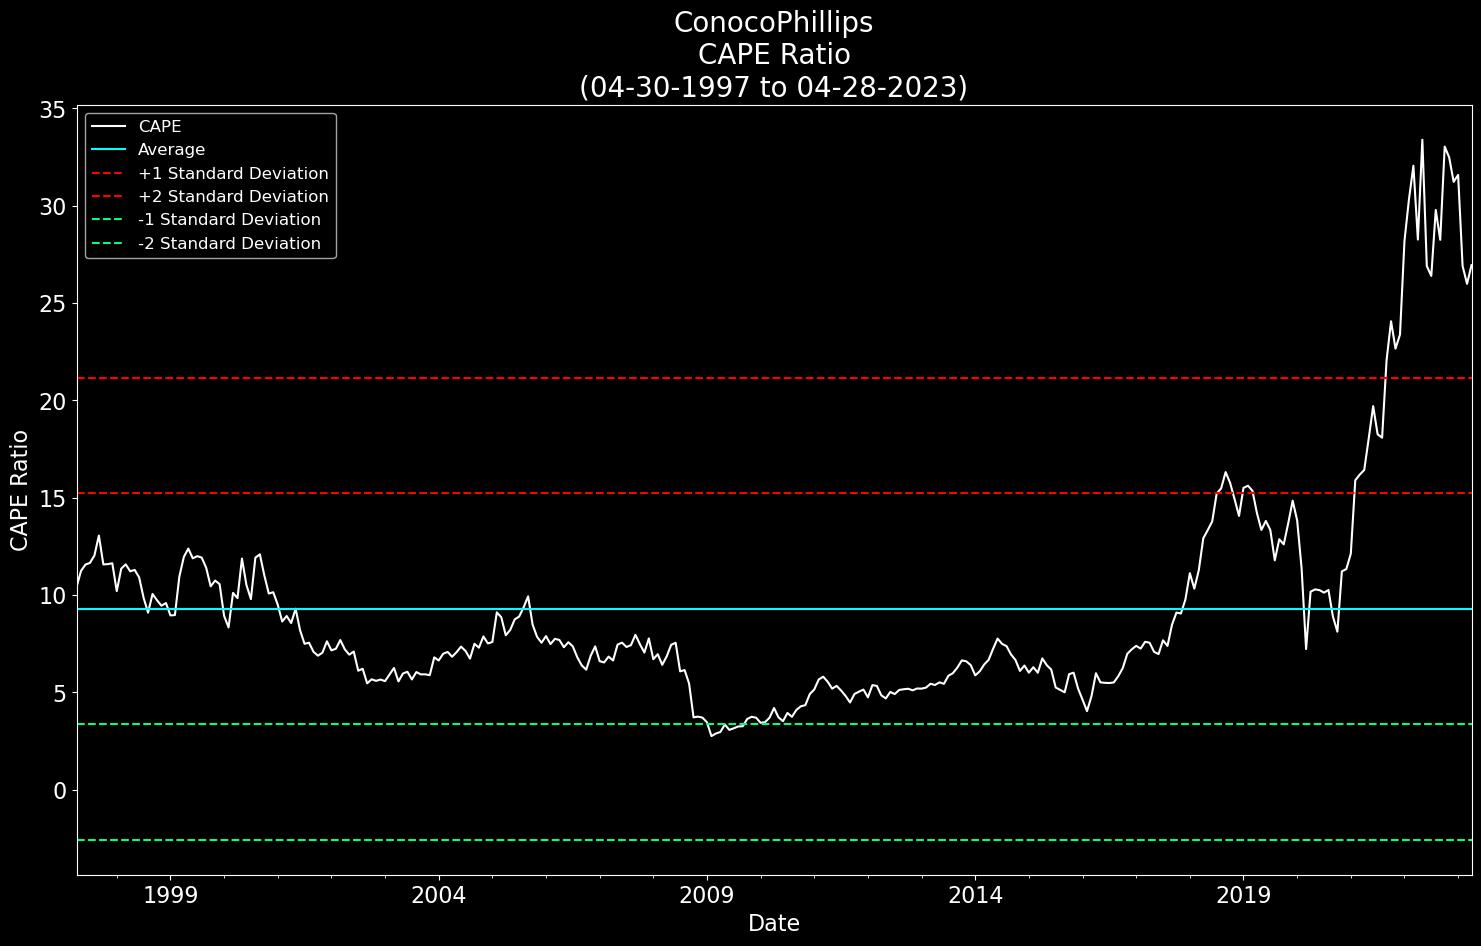 ConocoPhillips
CAPE Ratio
(04-30-1997 to 04-28-2023)
35
30
25
20
15
10
5
0
CAPE Ratio
CAPE
Average
+1 Standard Deviation
+2 Standard Deviation
-1 Standard Deviation
-2 Standard Deviation
1999
2004
2009
2014
2019
Date